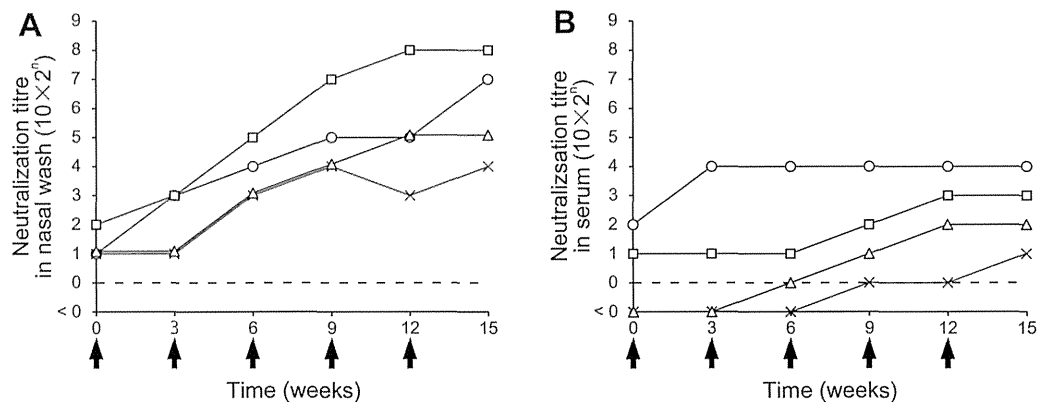 A
Neutralization titre
in nasal wash (10×2ⁿ)
9
8
7
6
5
4
3
2
1
0
< 0
0 3 6 9 12 15
Time (weeks)
B
Neutralizsation titre
in serum (10×2ⁿ)
9
8
7
6
5
4
3
2
1
0
< 0
0 3 6 9 12 15
Time (weeks)